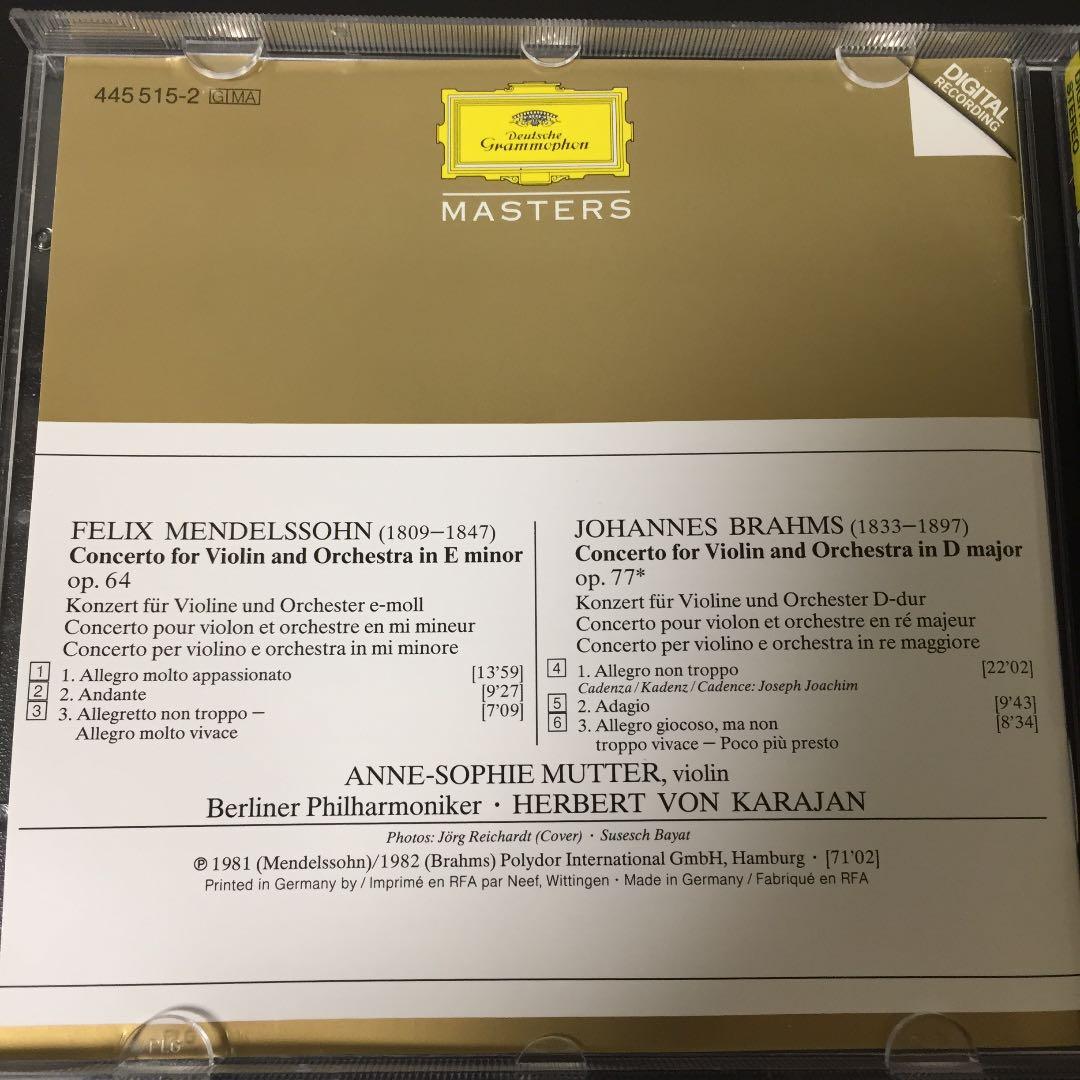 445 515-2 GIMA
Deutsche
Grammophon
MASTERS
DIGITAL
RECORDING
STEREO
FELIX MENDELSSOHN (1809–1847)
Concerto for Violin and Orchestra in E minor
op. 64
Konzert für Violine und Orchester e-moll
Concerto pour violon et orchestre en mi mineur
Concerto per violino e orchestra in mi minore
1 1. Allegro molto appassionato [13'59]
2 2. Andante [9'27]
3 3. Allegretto non troppo – [7'09]
Allegro molto vivace
JOHANNES BRAHMS (1833–1897)
Concerto for Violin and Orchestra in D major
op. 77*
Konzert für Violine und Orchester D-dur
Concerto pour violon et orchestre en ré majeur
Concerto per violino e orchestra in re maggiore
4 1. Allegro non troppo [22'02]
Cadenza / Kadenz / Cadence: Joseph Joachim
5 2. Adagio [9'43]
6 3. Allegro giocoso, ma non [8'34]
troppo vivace – Poco più presto
ANNE-SOPHIE MUTTER, violin
Berliner Philharmoniker · HERBERT VON KARAJAN
Photos: Jörg Reichardt (Cover) · Susesch Bayat
℗ 1981 (Mendelssohn)/1982 (Brahms) Polydor International GmbH, Hamburg · [71'02]
Printed in Germany by / Imprimé en RFA par Neef, Wittingen · Made in Germany / Fabriqué en RFA